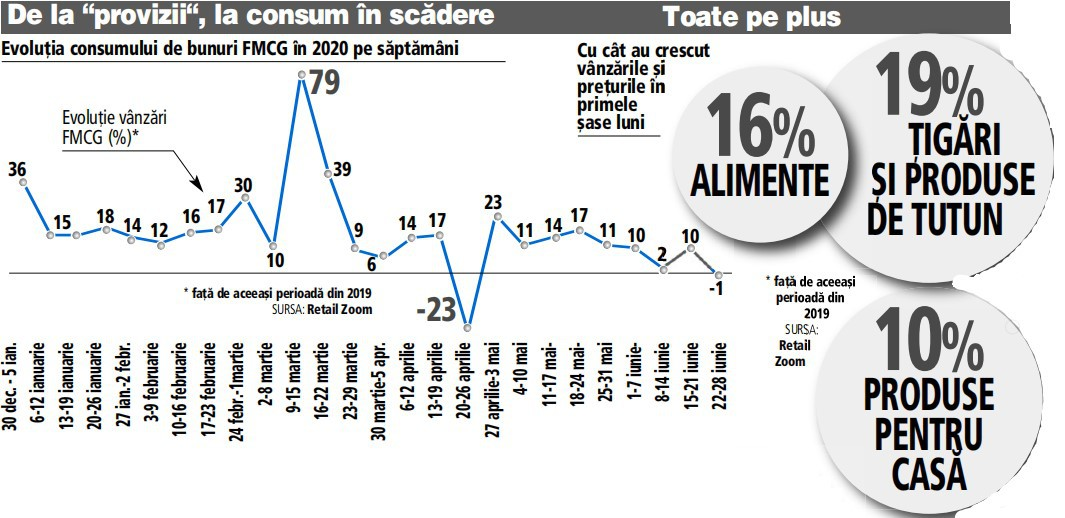 De la “provizii“, la consum în scădere
Toate pe plus
Evoluția consumului de bunuri FMCG în 2020 pe săptămâni
Evoluție vânzări
FMCG (%)*
36
15
18
14
12
16
17
30
10
79
39
9
6
14
17
-23
23
11
14
17
11
10
2
10
-1
* față de aceeași perioadă din 2019
SURSA: Retail Zoom
30 dec. - 5 ian.
6-12 ianuarie
13-19 ianuarie
20-26 ianuarie
27 ian.-2 febr.
3-9 februarie
10-16 februarie
17-23 februarie
24 febr.-1martie
2-8 martie
9-15 martie
16-22 martie
23-29 martie
30 martie-5 apr.
6-12 aprilie
13-19 aprilie
20-26 aprilie
27 aprilie-3 mai
4-10 mai
11-17 mai-
18-24 mai-
25-31 mai
1-7 iunie-
8-14 iunie
15-21 iunie
22-28 iunie
Cu cât au crescut
vânzările și
prețurile în
primele
șase luni
16%
ALIMENTE
19%
ȚIGĂRI
ȘI PRODUSE
DE TUTUN
10%
PRODUSE
PENTRU
CASĂ
* față de aceeași
perioadă din
2019
SURSA:
Retail
Zoom